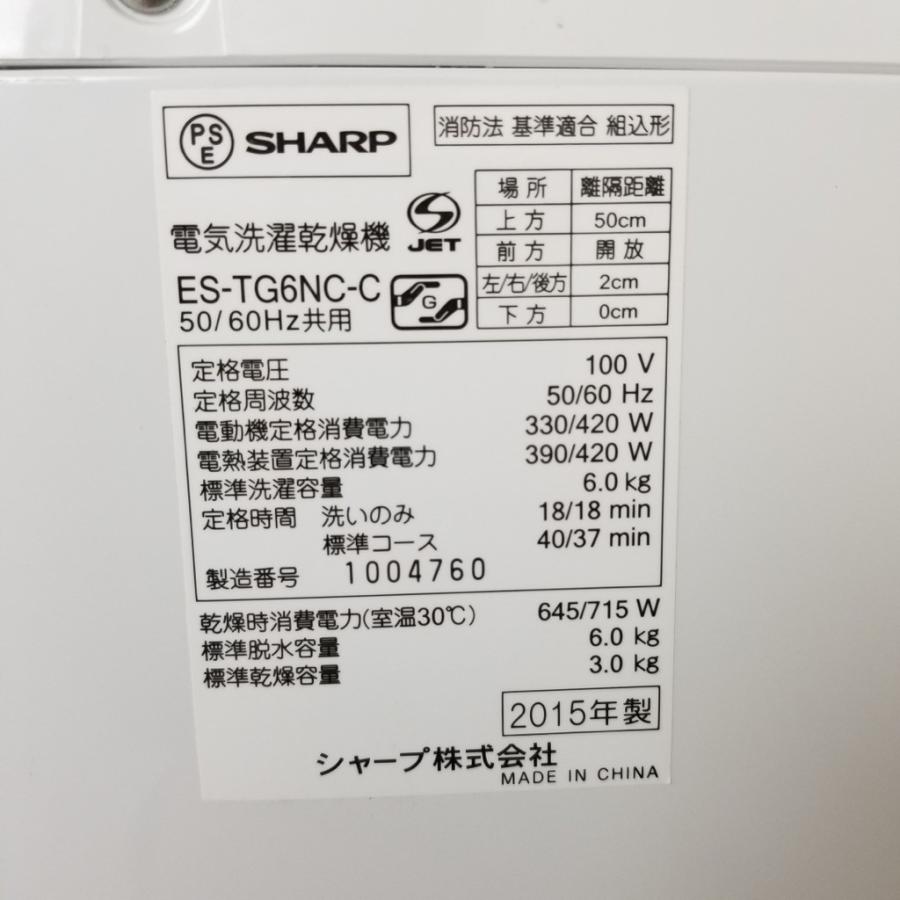 PSE SHARP
消防法 基準適合 組込形
場所 離隔距離
上方 50cm
前方 開放
左/右/後方 2cm
下方 0cm
電気洗濯乾燥機
S JET
ES-TG6NC-C
G
50/60Hz共用
定格電圧 100 V
定格周波数 50/60 Hz
電動機定格消費電力 330/420 W
電熱装置定格消費電力 390/420 W
標準洗濯容量 6.0kg
定格時間 洗いのみ 18/18 min
標準コース 40/37 min
製造番号 1004760
乾燥時消費電力(室温30℃) 645/715 W
標準脱水容量 6.0 kg
標準乾燥容量 3.0 kg
2015年製
シャープ株式会社
MADE IN CHINA